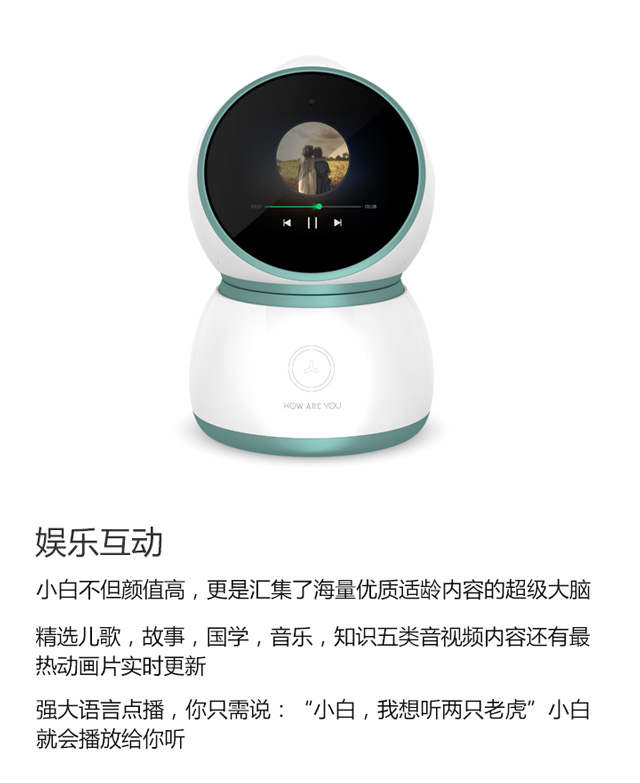 HOW ARE YOU
娱乐互动
小白不但颜值高，更是汇集了海量优质适龄内容的超级大脑
精选儿歌，故事，国学，音乐，知识五类音视频内容还有最
热动画片实时更新
强大语言点播，你只需说：“小白，我想听两只老虎”小白
就会播放给你听